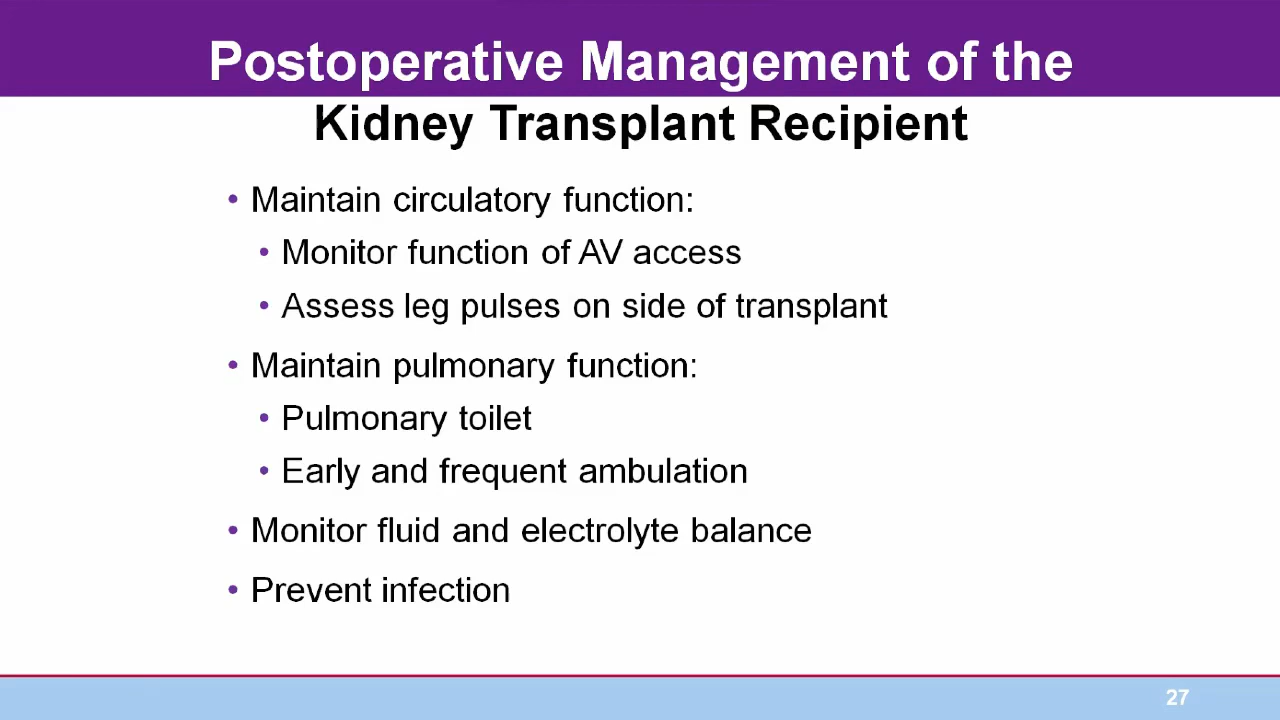 Postoperative Management of the
Kidney Transplant Recipient
• Maintain circulatory function:
• Monitor function of AV access
• Assess leg pulses on side of transplant
• Maintain pulmonary function:
• Pulmonary toilet
• Early and frequent ambulation
• Monitor fluid and electrolyte balance
• Prevent infection
27